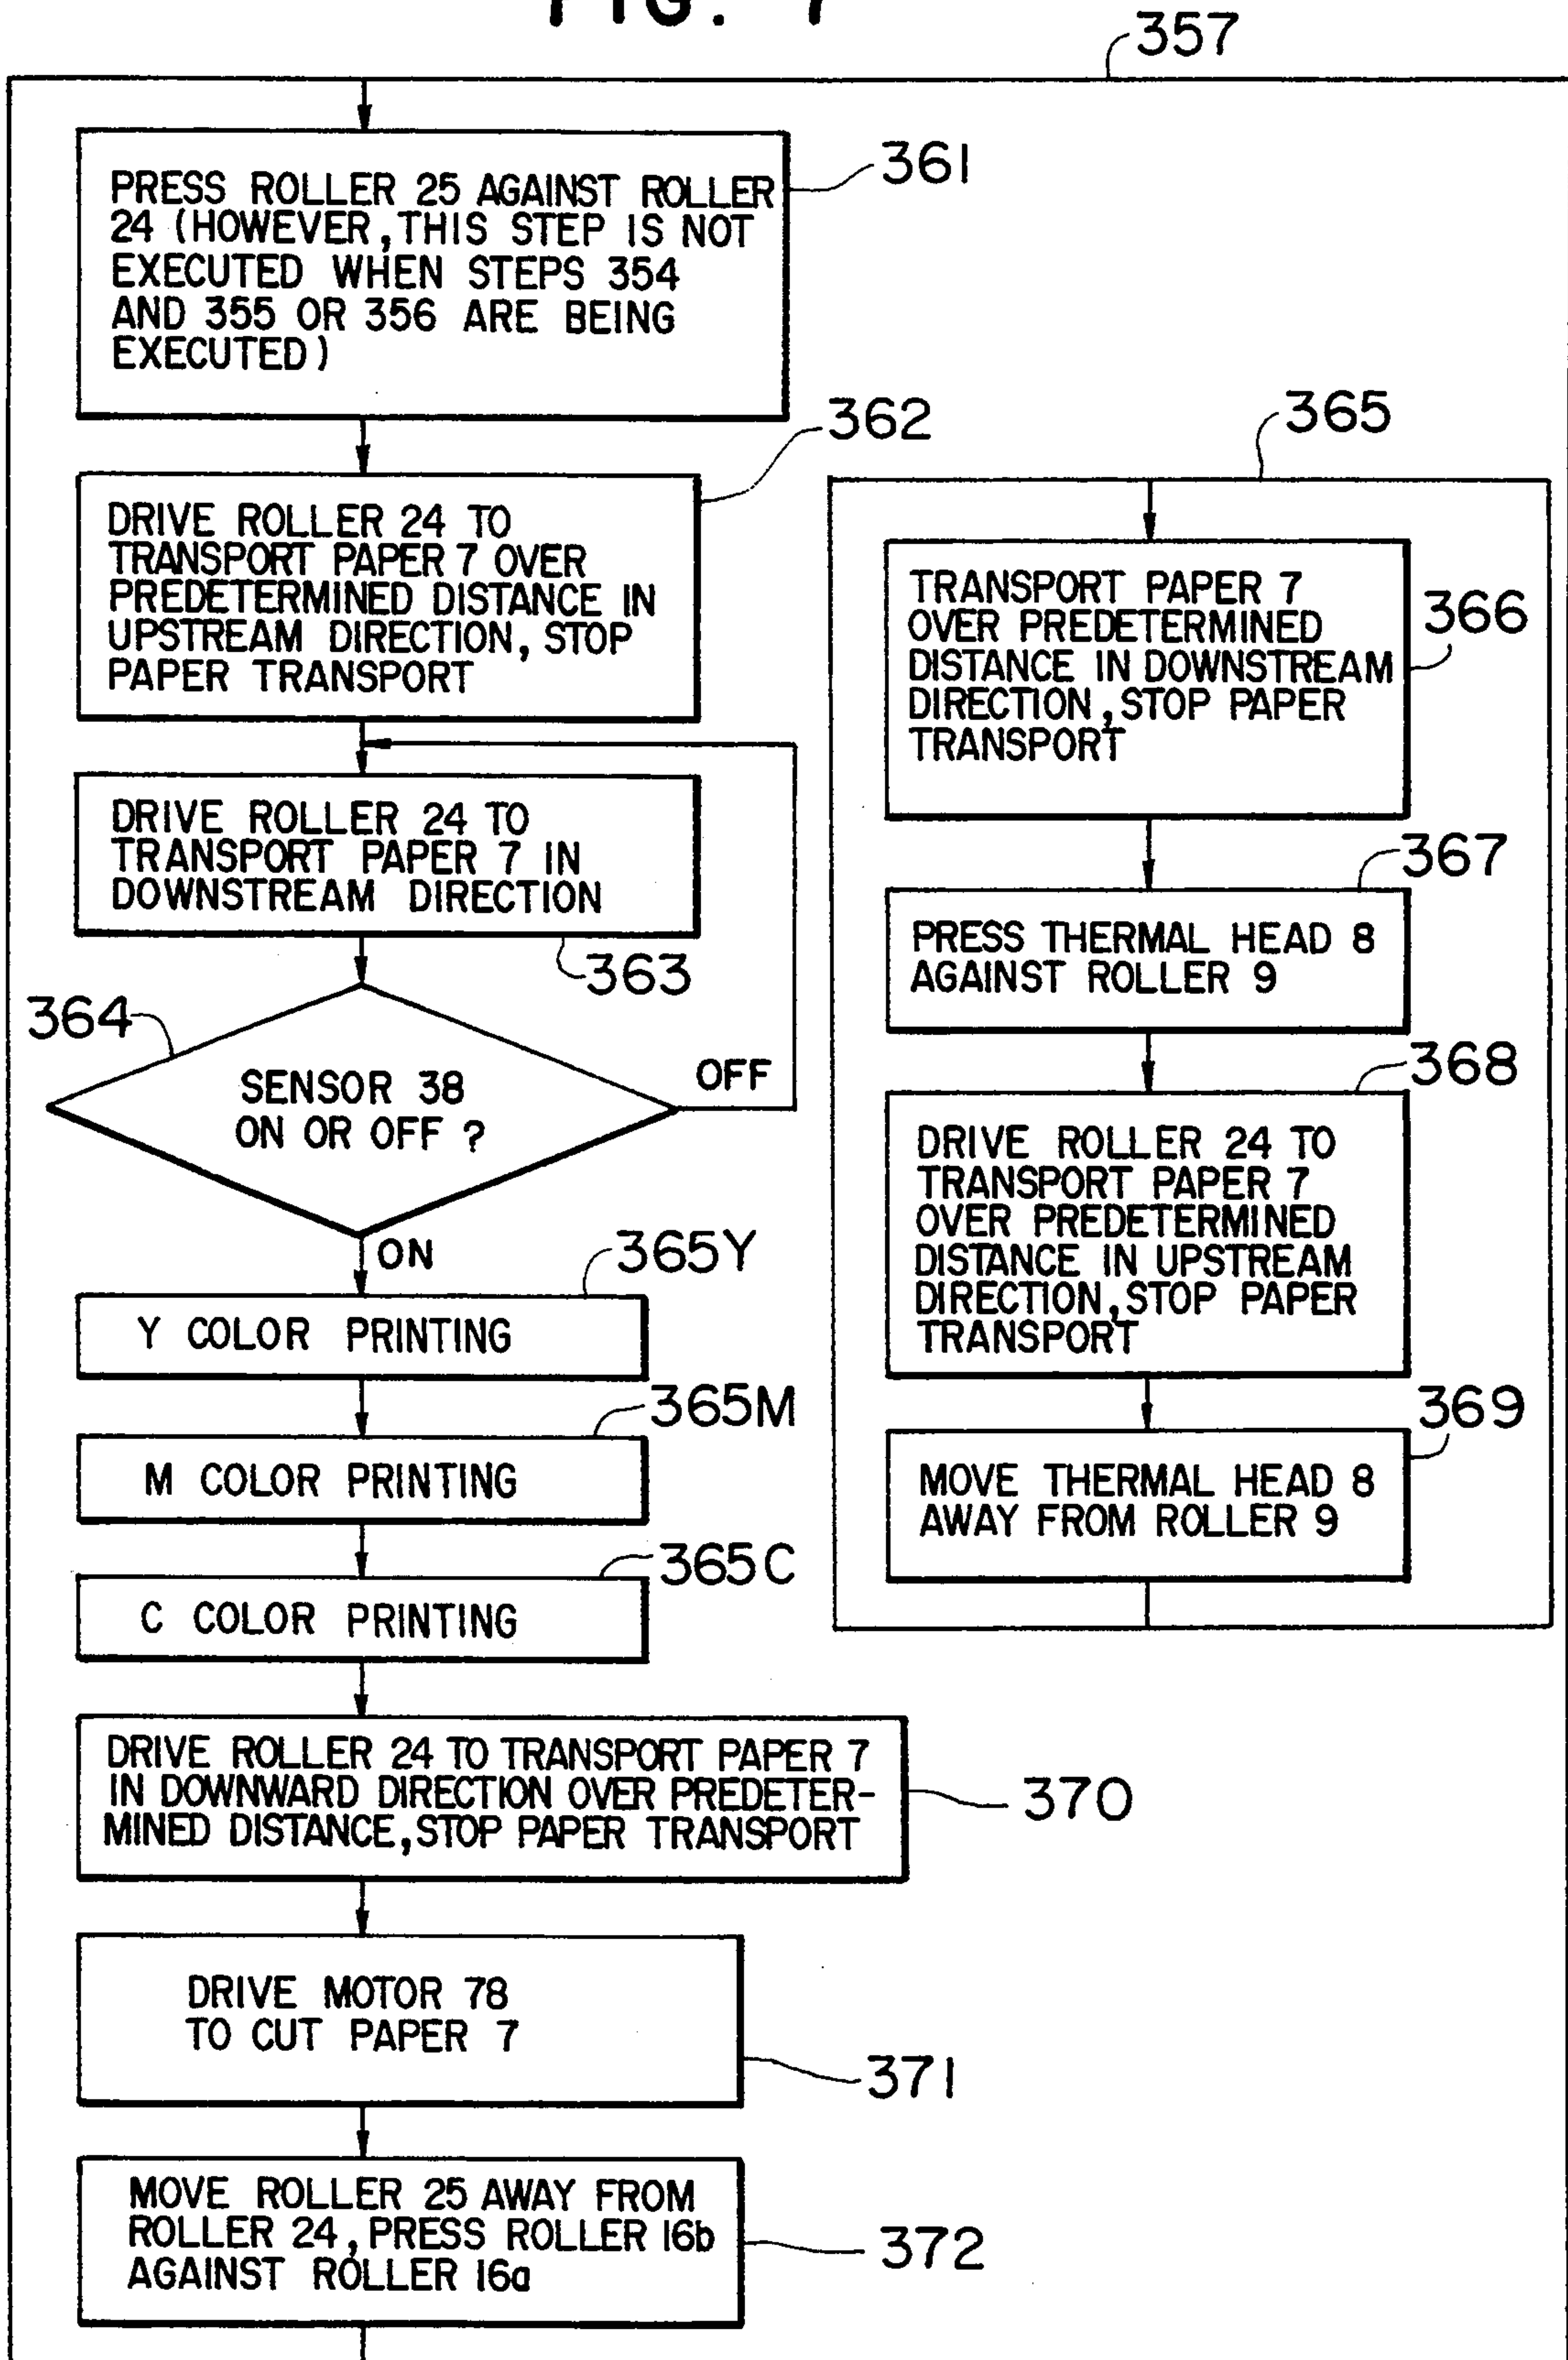 FIG. 7
357
PRESS ROLLER 25 AGAINST ROLLER
24 (HOWEVER, THIS STEP IS NOT
EXECUTED WHEN STEPS 354
AND 355 OR 356 ARE BEING
EXECUTED)
361
DRIVE ROLLER 24 TO
TRANSPORT PAPER 7 OVER
PREDETERMINED DISTANCE IN
UPSTREAM DIRECTION, STOP
PAPER TRANSPORT
362
DRIVE ROLLER 24 TO
TRANSPORT PAPER 7 IN
DOWNSTREAM DIRECTION
363
364
SENSOR 38
ON OR OFF ?
OFF
ON
365Y
Y COLOR PRINTING
365M
M COLOR PRINTING
365C
C COLOR PRINTING
DRIVE ROLLER 24 TO TRANSPORT PAPER 7
IN DOWNWARD DIRECTION OVER PREDETER-
MINED DISTANCE, STOP PAPER TRANSPORT
370
DRIVE MOTOR 78
TO CUT PAPER 7
371
MOVE ROLLER 25 AWAY FROM
ROLLER 24, PRESS ROLLER 16b
AGAINST ROLLER 16a
372
365
TRANSPORT PAPER 7
OVER PREDETERMINED
DISTANCE IN DOWNSTREAM
DIRECTION, STOP PAPER
TRANSPORT
366
367
PRESS THERMAL HEAD 8
AGAINST ROLLER 9
368
DRIVE ROLLER 24 TO
TRANSPORT PAPER 7
OVER PREDETERMINED
DISTANCE IN UPSTREAM
DIRECTION, STOP PAPER
TRANSPORT
369
MOVE THERMAL HEAD 8
AWAY FROM ROLLER 9